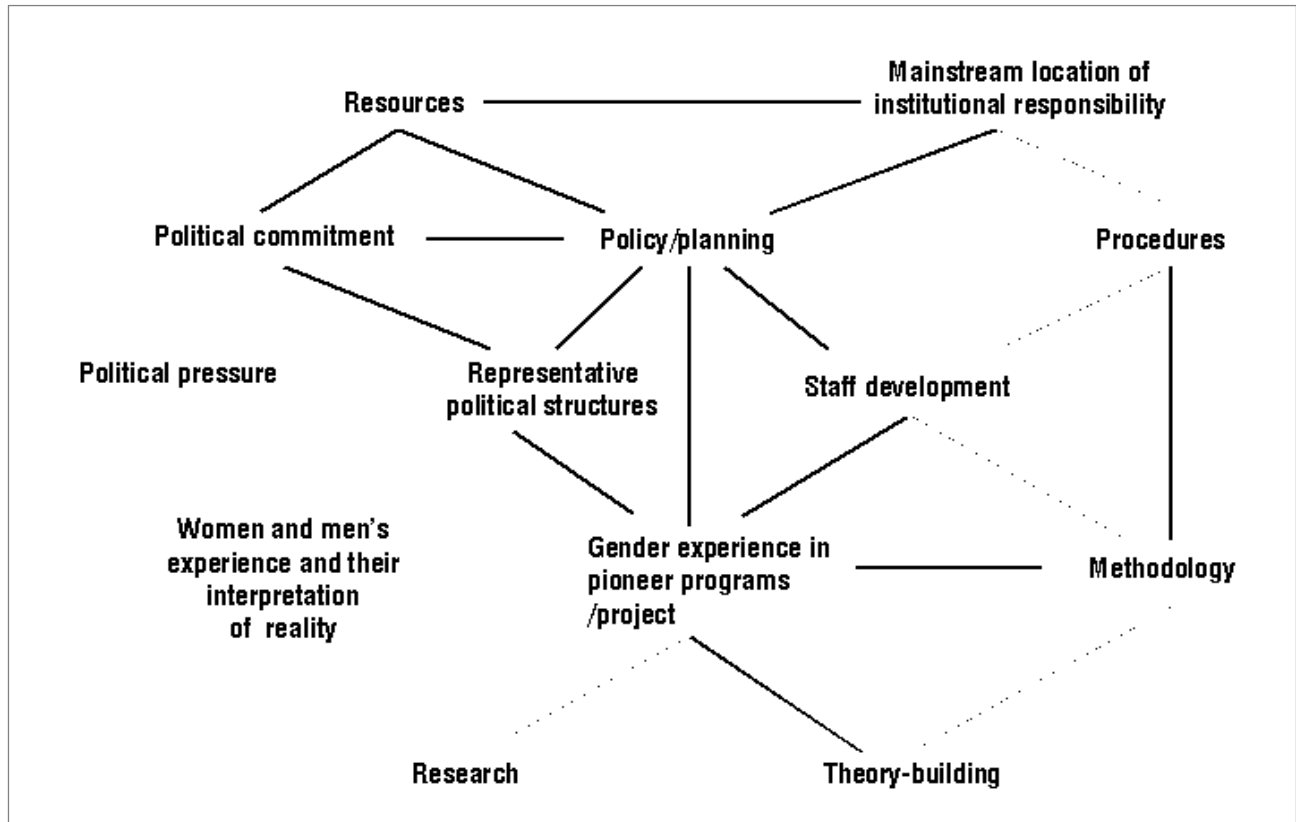 Mainstream location of
institutional responsibility
Resources
Political commitment
Policy/planning
Procedures
Political pressure
Representative
political structures
Staff development
Women and men's
experience and their
interpretation
of reality
Gender experience in
pioneer programs
/project
Methodology
Research
Theory-building